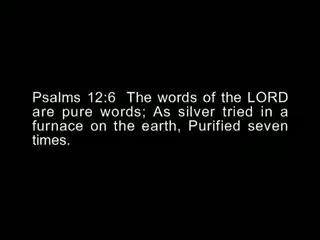 Psalms 12:6  The words of the LORD
are pure words; As silver tried in a
furnace on the earth, Purified seven
times.